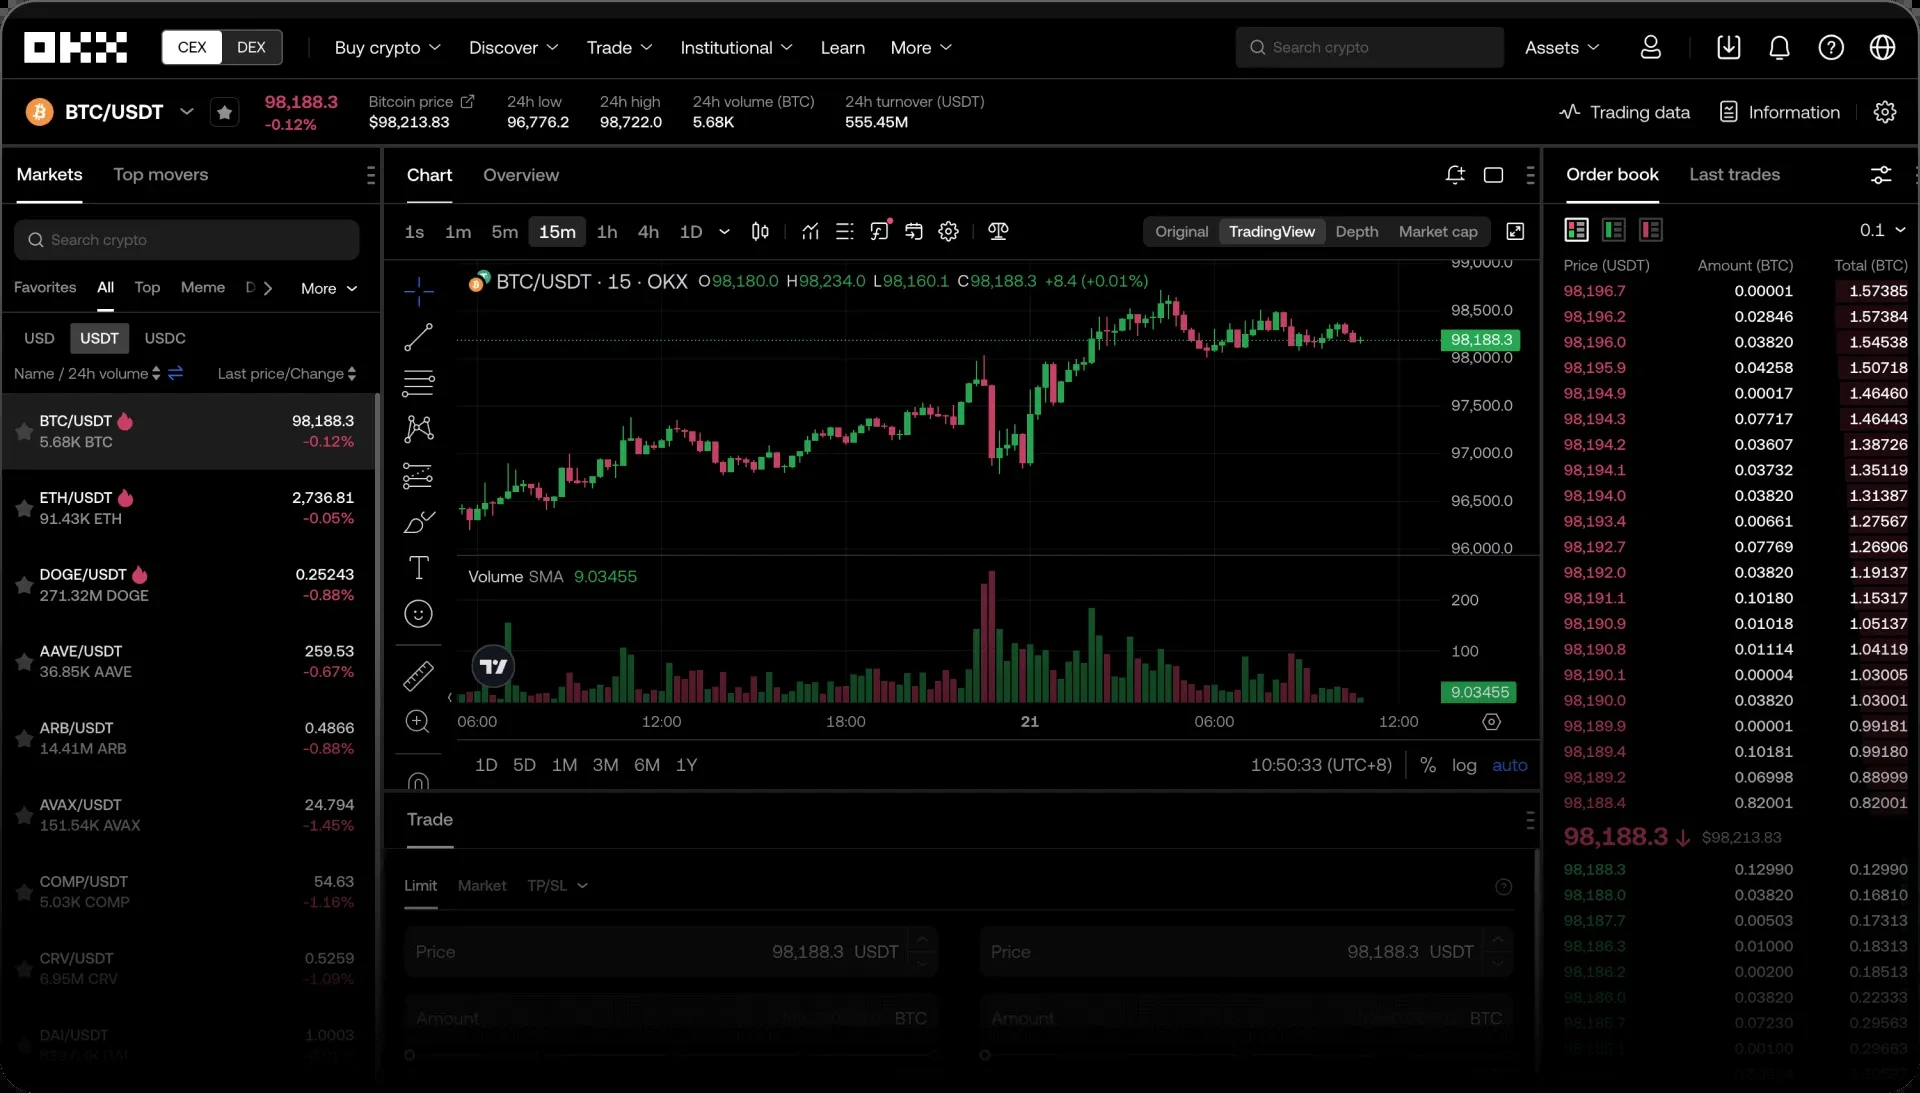 OKX CEX DEX Buy crypto Discover Trade Institutional Learn More Search crypto Assets
BTC/USDT 98,188.3 -0.12% Bitcoin price $98,213.83 24h low 96,776.2 24h high 98,722.0 24h volume (BTC) 5.68K 24h turnover (USDT) 555.45M Trading data Information
Markets Top movers
Search crypto
Favorites All Top Meme D More
USD USDT USDC
Name / 24h volume Last price/Change
BTC/USDT 98,188.3
5.68K BTC -0.12%
ETH/USDT 2,736.81
91.43K ETH -0.05%
DOGE/USDT 0.25243
271.32M DOGE -0.88%
AAVE/USDT 259.53
36.85K AAVE -0.67%
ARB/USDT 0.4866
14.41M ARB -0.88%
AVAX/USDT 24.794
151.54K AVAX -1.45%
COMP/USDT 54.63
5.03K COMP -1.16%
CRV/USDT 0.5259
6.95M CRV -1.09%
DAI/USDT 1.0003
Chart Overview
1s 1m 5m 15m 1h 4h 1D Original TradingView Depth Market cap
BTC/USDT · 15 · OKX O98,180.0 H98,234.0 L98,160.1 C98,188.3 +8.4 (+0.01%)
99,000.0
98,500.0
98,188.3
98,000.0
97,500.0
97,000.0
96,500.0
96,000.0
Volume SMA 9.03455
200
100
9.03455
06:00 12:00 18:00 21 06:00 12:00
1D 5D 1M 3M 6M 1Y 10:50:33 (UTC+8) % log auto
Trade
Limit Market TP/SL
Price 98,188.3 USDT Price 98,188.3 USDT
Amount BTC Amount BTC
Order book Last trades
0.1
Price (USDT) Amount (BTC) Total (BTC)
98,196.7 0.00001 1.57385
98,196.2 0.02846 1.57384
98,196.0 0.03820 1.54538
98,195.9 0.04258 1.50718
98,194.9 0.00017 1.46460
98,194.3 0.07717 1.46443
98,194.2 0.03607 1.38726
98,194.1 0.03732 1.35119
98,194.0 0.03820 1.31387
98,193.4 0.00661 1.27567
98,192.7 0.07769 1.26906
98,192.0 0.03820 1.19137
98,191.1 0.10180 1.15317
98,190.9 0.01018 1.05137
98,190.8 0.01114 1.04119
98,190.1 0.00004 1.03005
98,190.0 0.03820 1.03001
98,189.9 0.00001 0.99181
98,189.4 0.10181 0.99180
98,189.2 0.06998 0.88999
98,188.4 0.82001 0.82001
98,188.3 $98,213.83
98,188.3 0.12990 0.12990
98,188.0 0.03820 0.16810
98,187.7 0.00503 0.17313
98,186.3 0.01000 0.18313
98,186.2 0.00200 0.18513
98,186.0 0.03820 0.22333
98,185.7 0.07230 0.29563
0.00100 0.29663